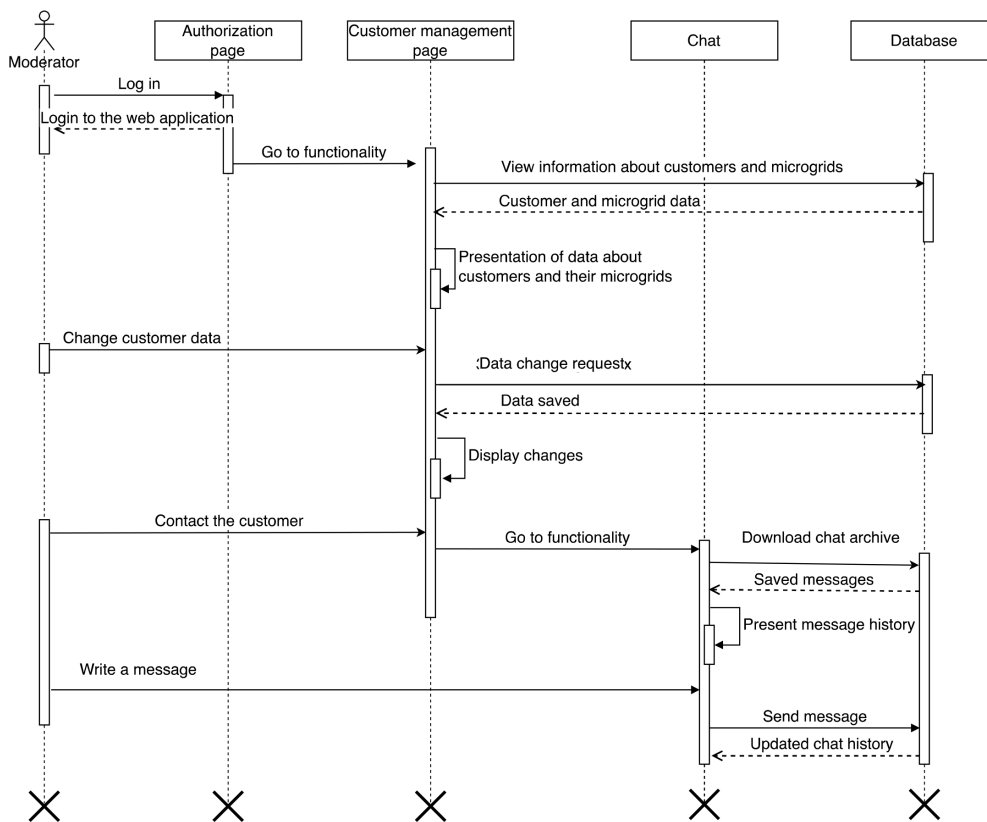 Authorization
page
Customer management
page
Chat
Database
Moderator
Log in
Login to the web application
Go to functionality
View information about customers and microgrids
Customer and microgrid data
Presentation of data about
customers and their microgrids
Change customer data
Data change request
Data saved
Display changes
Contact the customer
Go to functionality
Download chat archive
Saved messages
Present message history
Write a message
Send message
Updated chat history